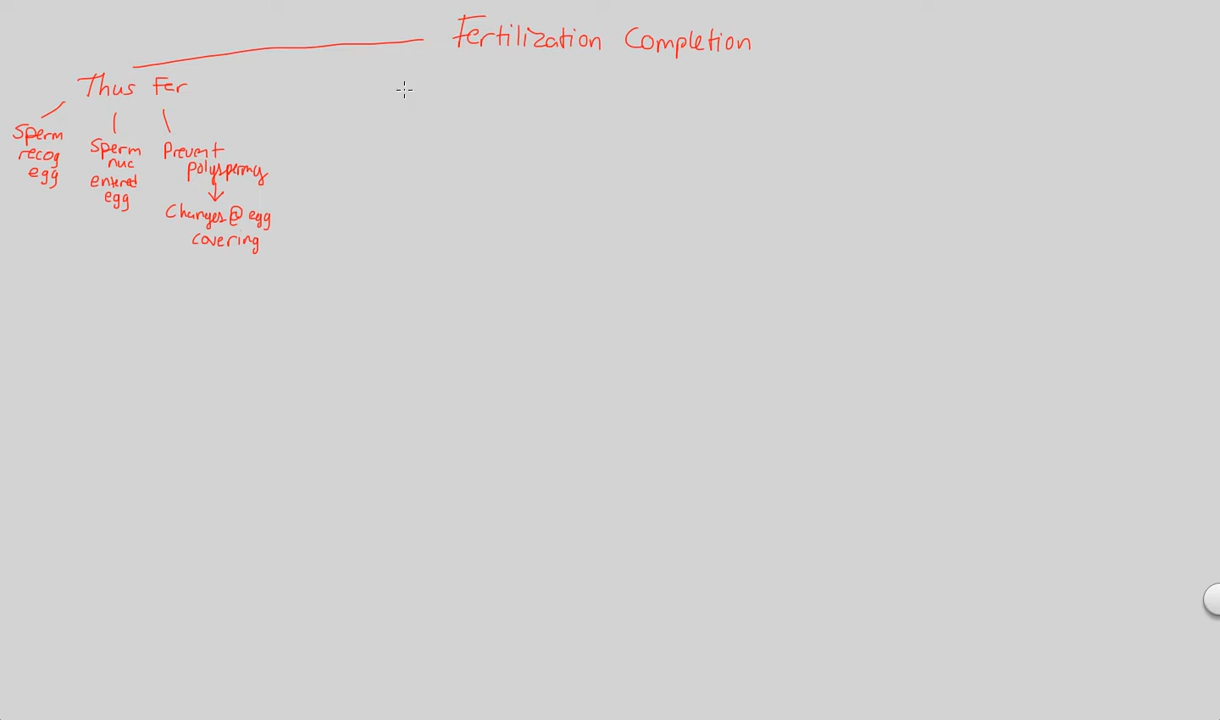 Fertilization Completion
Thus Far
Sperm
recog
egg
Sperm
nuc
entered
egg
Prevent
polyspermy
Changes@egg
covering